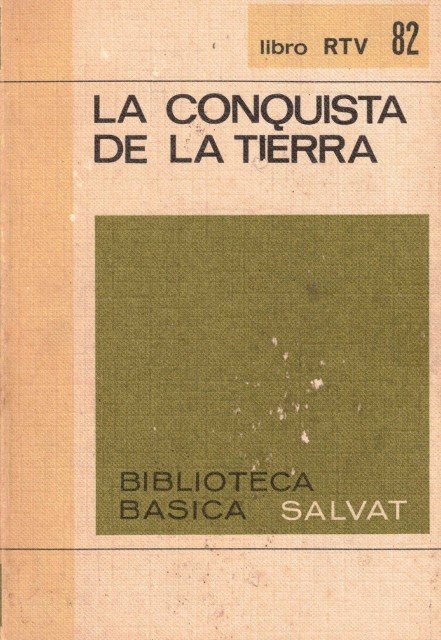 libro RTV 82
LA CONQUISTA
DE LA TIERRA
BIBLIOTECA
BASICA SALVAT